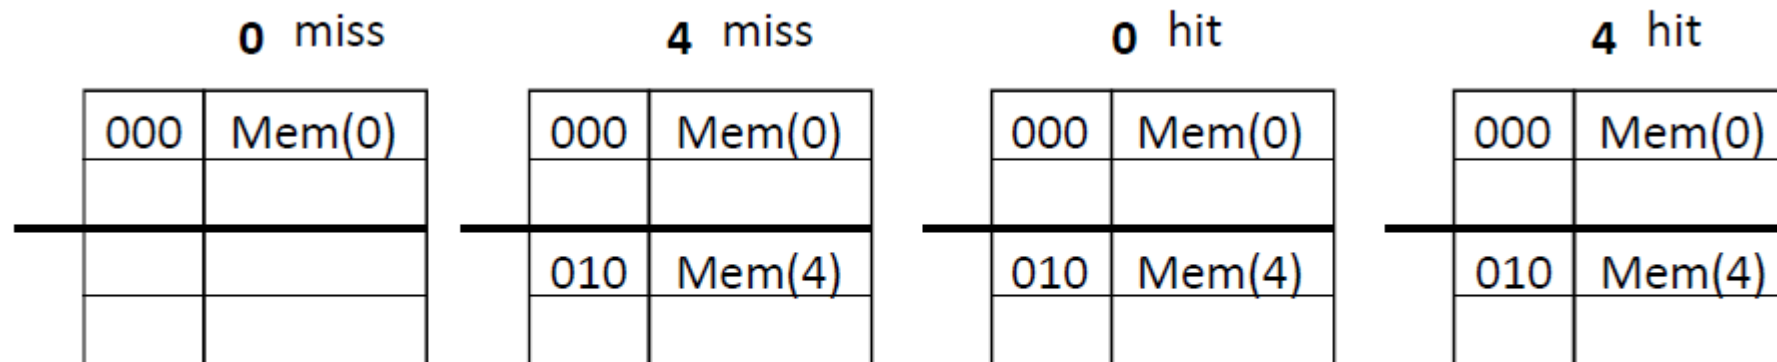 0 miss 4 miss 0 hit 4 hit
000 Mem(0) 000 Mem(0) 000 Mem(0) 000 Mem(0)
010 Mem(4) 010 Mem(4) 010 Mem(4)